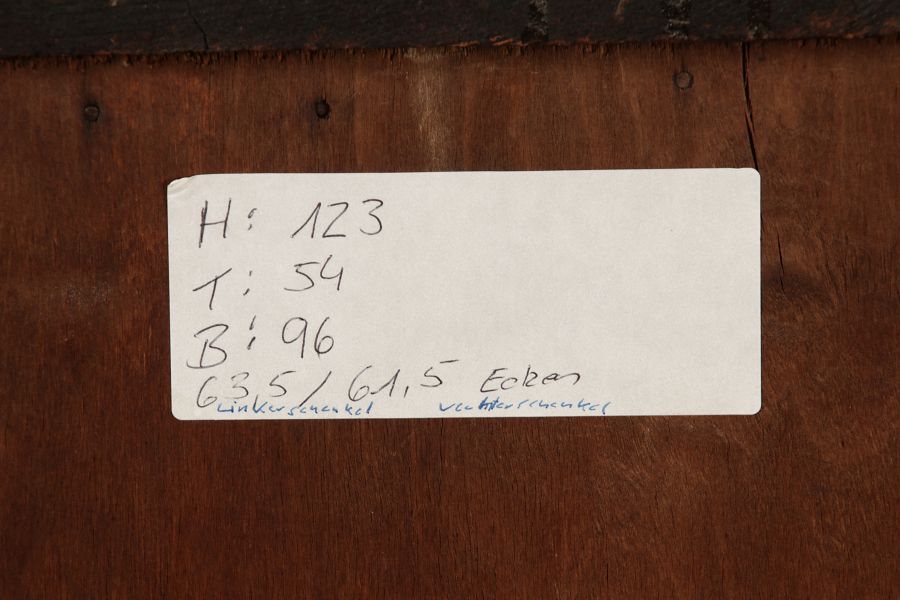 H: 123
T: 54
B: 96
63,5 / 61,5 Ecken
Linkerschenkel rechterschenkel